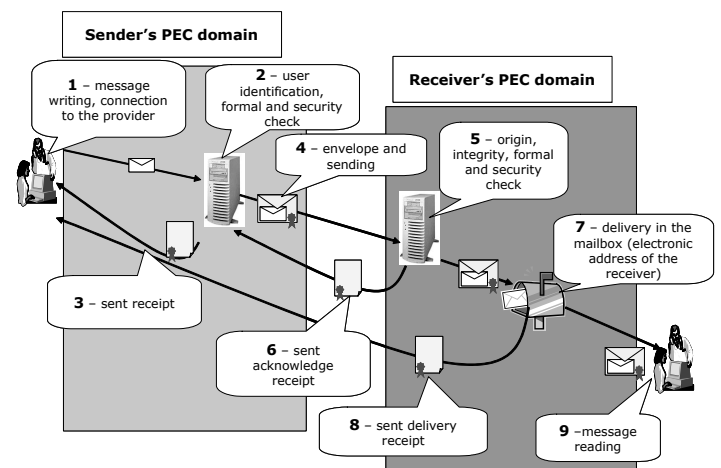 Sender's PEC domain
1 – message
writing, connection
to the provider
2 – user
identification,
formal and security
check
Receiver's PEC domain
4 – envelope and
sending
5 – origin,
integrity, formal
and security
check
7 – delivery in the
mailbox (electronic
address of the
receiver)
3 – sent receipt
6 – sent
acknowledge
receipt
8 – sent delivery
receipt
9 –message
reading